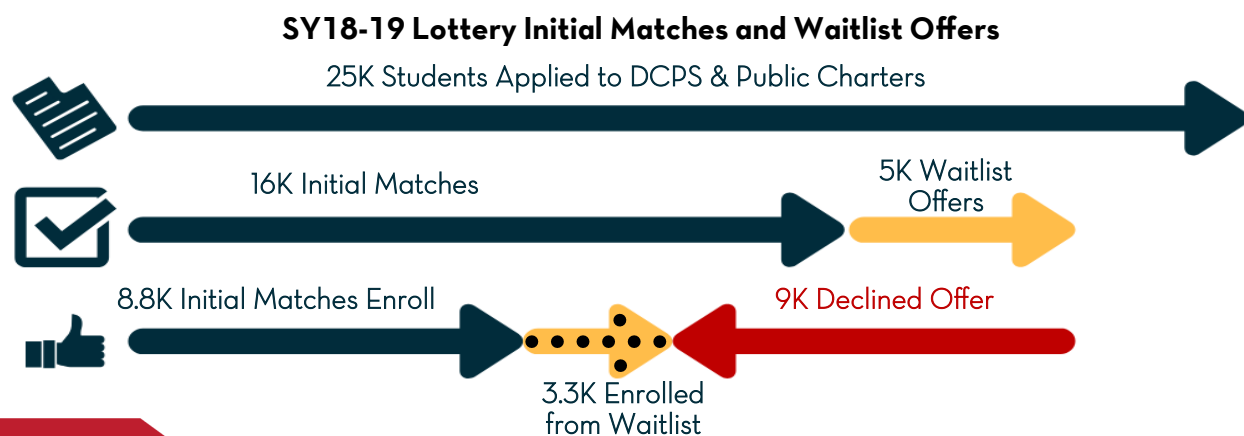 SY18-19 Lottery Initial Matches and Waitlist Offers
25K Students Applied to DCPS & Public Charters
16K Initial Matches
5K Waitlist
Offers
8.8K Initial Matches Enroll
9K Declined Offer
3.3K Enrolled
from Waitlist